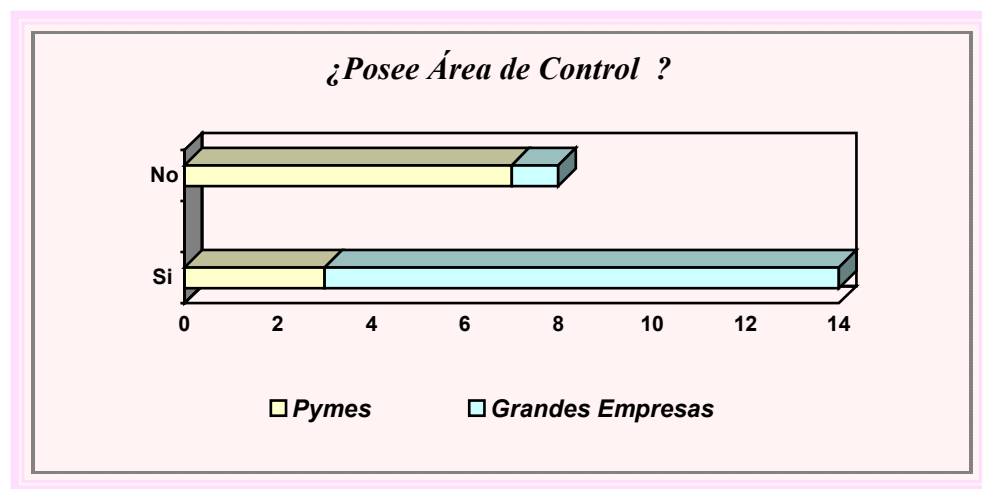 ¿Posee Área de Control ?
No
Si
0 2 4 6 8 10 12 14
Pymes Grandes Empresas